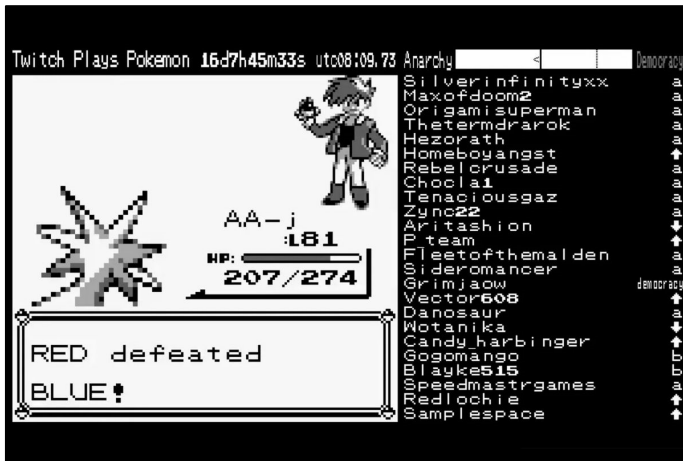 Twitch Plays Pokemon 16d7h45m33s utc08:09.73 Anarchy Democracy
AA-j
:L81
HP:
207/274
RED defeated
BLUE!
Silverinfinityxx a
Maxofdoom2 a
Origamisuperman a
Thetermdrarok a
Hezorath a
Homeboyangst ⬆
Rebelcrusade a
Chocla1 a
Tenaciousgaz a
Zync22 a
Aritashion ⬇
P_team ⬆
Fleetofthemalden a
Sideromancer a
Grimjaow democracy
Vector608 ⬆
Danosaur a
Wotanika ⬇
Candy_harbinger ⬆
Gogomango b
Blayke515 b
Speedmastrgames a
Redlochie ⬆
Samplespace ⬆